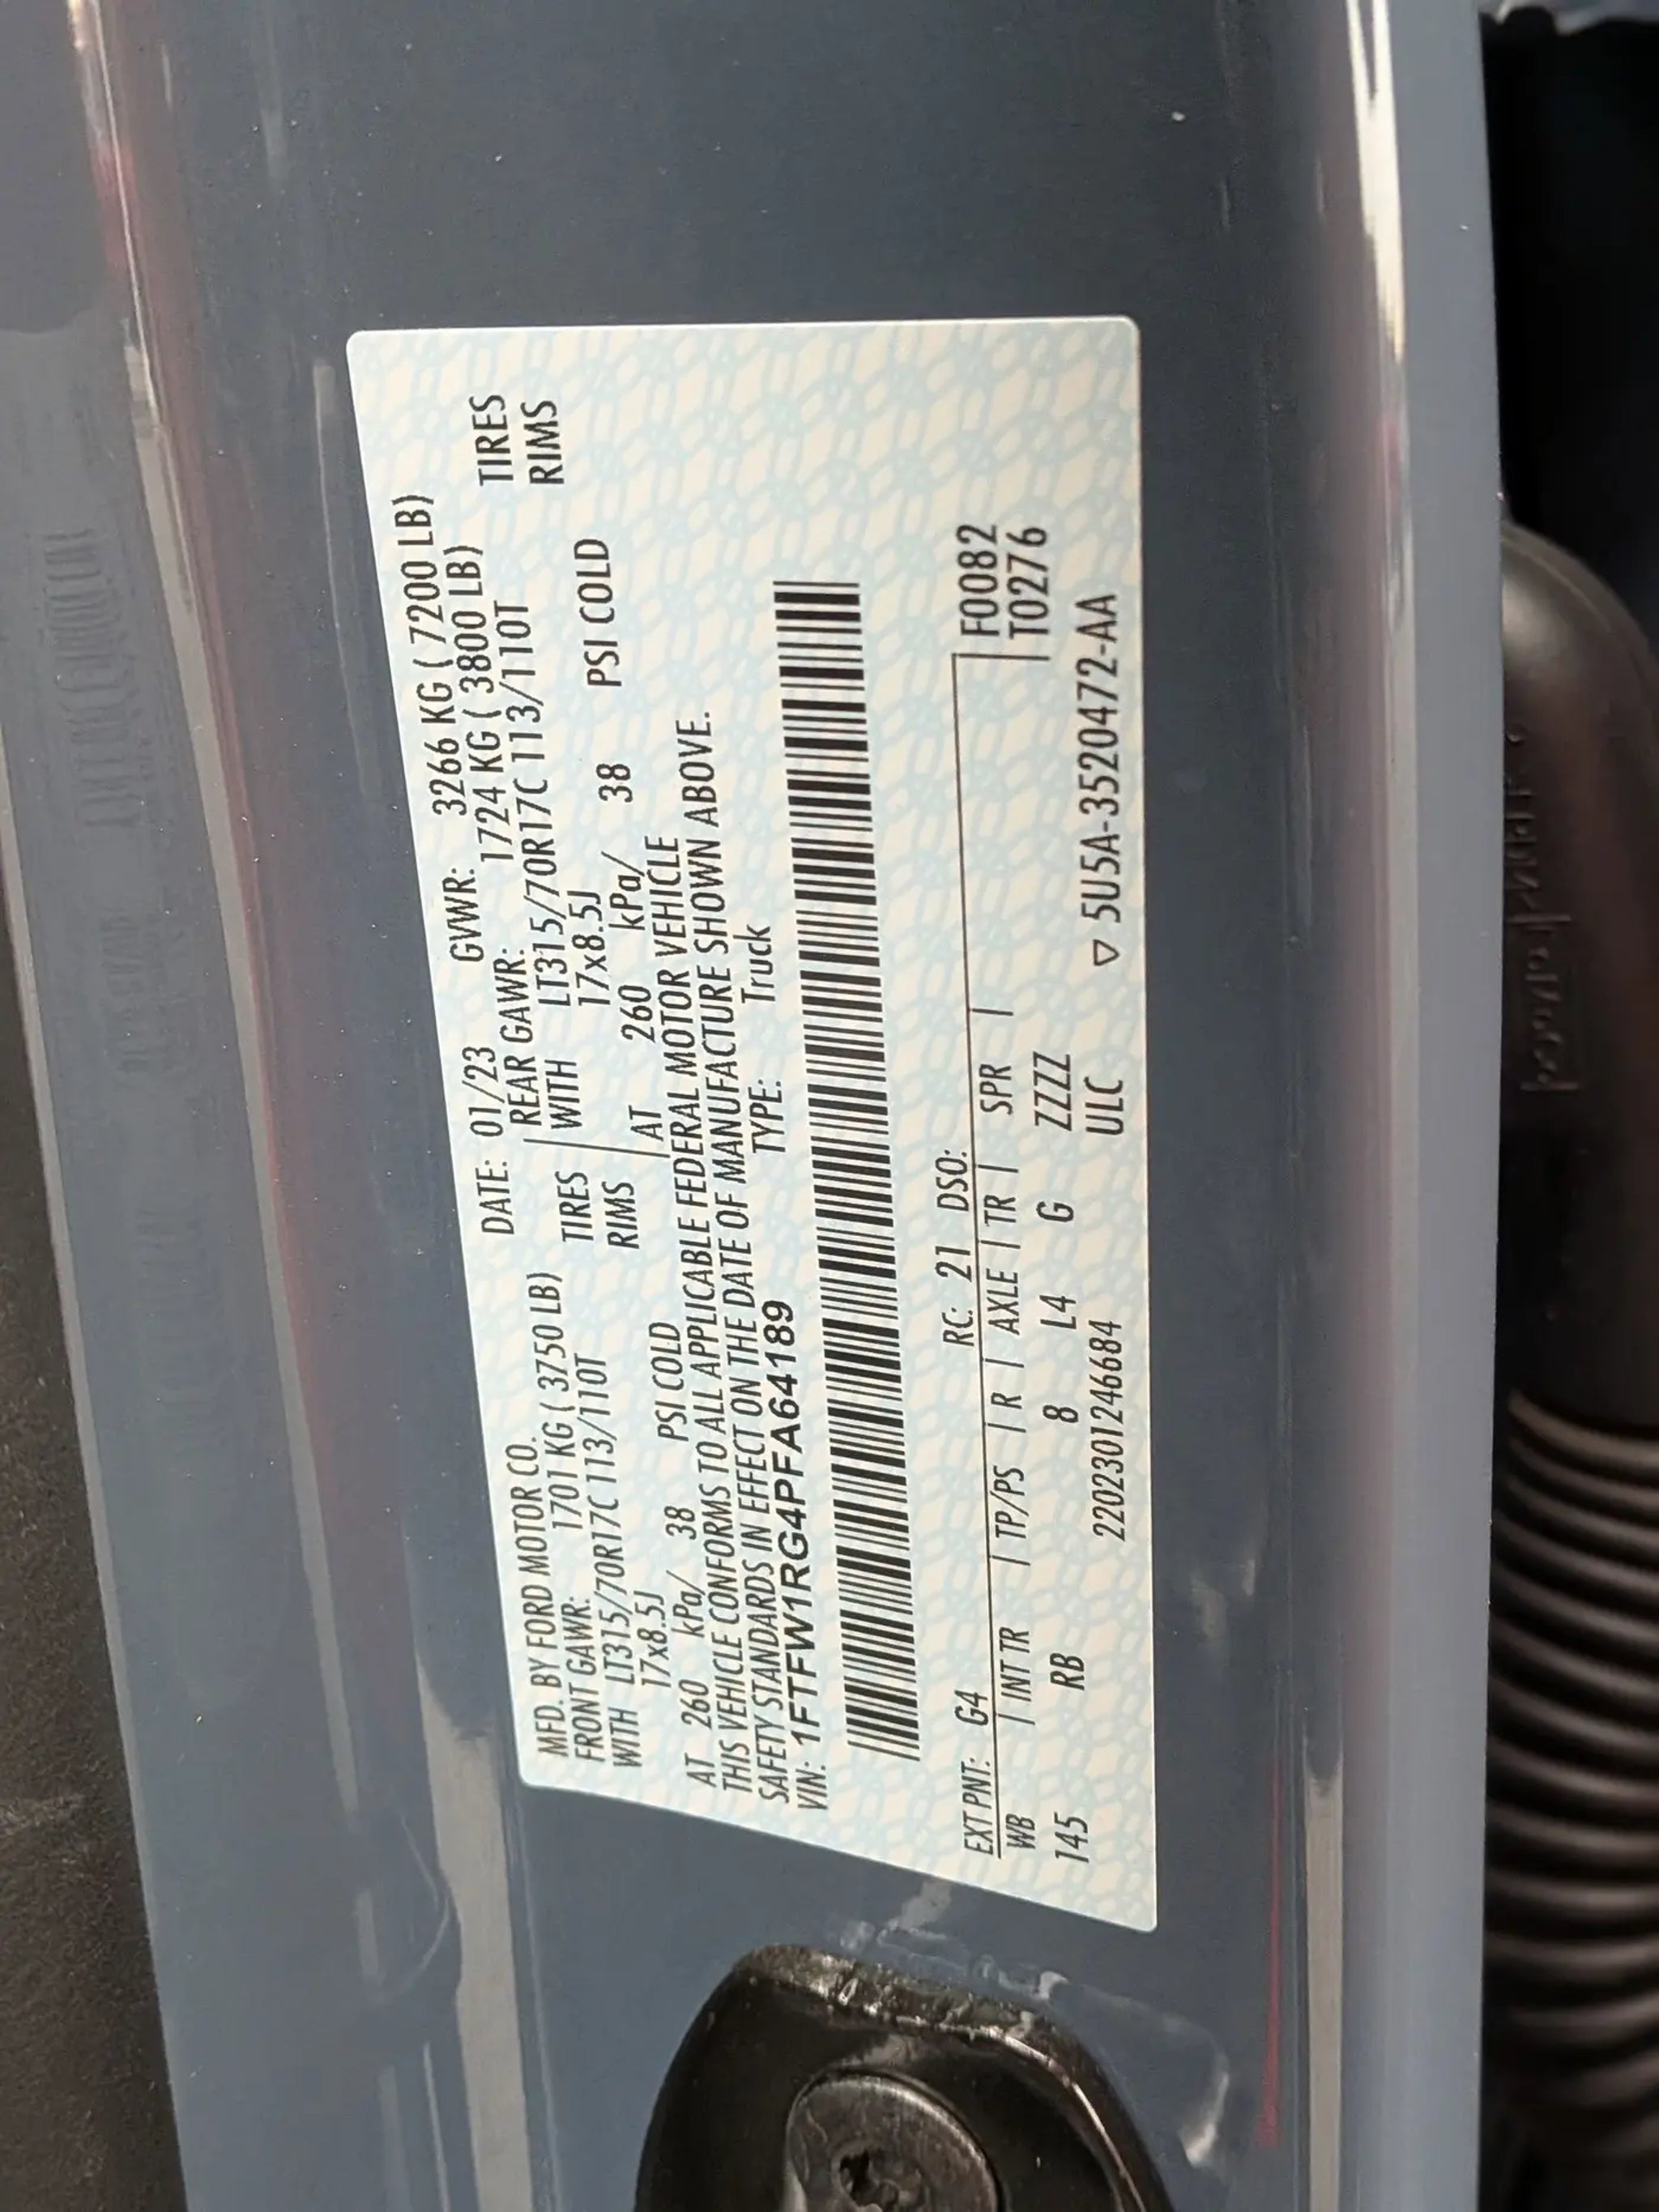 MFD. BY FORD MOTOR CO.
DATE: 01/23 GVWR: 3266 KG ( 7200 LB)
FRONT GAWR: 1701 KG ( 3750 LB) REAR GAWR: 1724 KG ( 3800 LB)
WITH LT315/70R17C 113/110T TIRES WITH LT315/70R17C 113/110T TIRES
17x8.5J RIMS 17x8.5J RIMS
AT 260 kPa/ 38 PSI COLD AT 260 kPa/ 38 PSI COLD
THIS VEHICLE CONFORMS TO ALL APPLICABLE FEDERAL MOTOR VEHICLE
SAFETY STANDARDS IN EFFECT ON THE DATE OF MANUFACTURE SHOWN ABOVE.
VIN: 1FTFW1RG4PFA64189 TYPE: Truck
EXT PNT: G4 RC: 21 DSO:
WB | INT TR | TP/PS | R | AXLE | TR | SPR | F0082
145 RB 8 L4 G ZZZZ T0276
220230124684 ULC ▽ 5U5A-3520472-AA